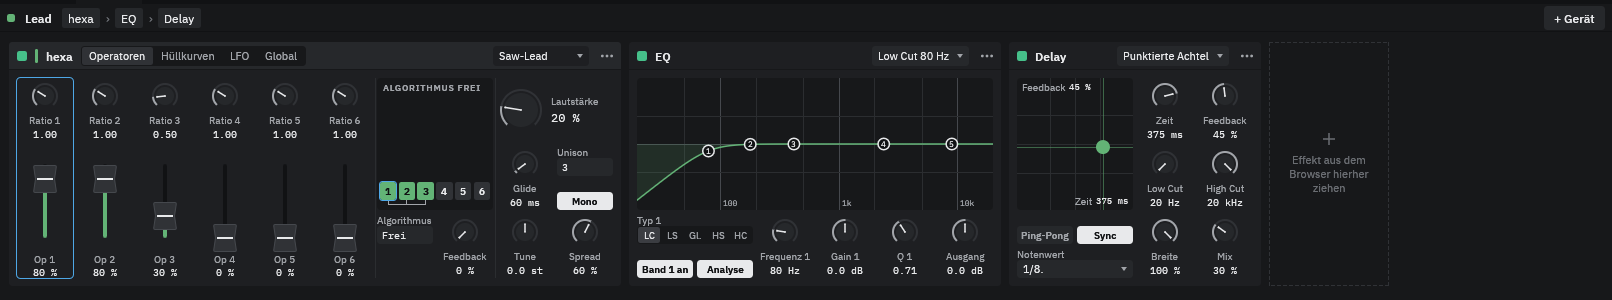 Lead hexa › EQ › Delay + Gerät
hexa Operatoren Hüllkurven LFO Global Saw-Lead
Ratio 1 Ratio 2 Ratio 3 Ratio 4 Ratio 5 Ratio 6
1.00 1.00 0.50 1.00 1.00 1.00
Op 1 Op 2 Op 3 Op 4 Op 5 Op 6
80 % 80 % 30 % 0 % 0 % 0 %
ALGORITHMUS FREI
1 2 3 4 5 6
Algorithmus
Frei
Feedback
0 %
Lautstärke
20 %
Unison
3
Glide
60 ms
Mono
Tune
0.0 st
Spread
60 %
EQ Low Cut 80 Hz
1 2 3 4 5
100 1k 10k
Typ 1
LC LS GL HS HC
Band 1 an Analyse
Frequenz 1 Gain 1 Q 1 Ausgang
80 Hz 0.0 dB 0.71 0.0 dB
Delay Punktierte Achtel
Feedback 45 %
Zeit 375 ms
Zeit Feedback
375 ms 45 %
Low Cut High Cut
20 Hz 20 kHz
Ping-Pong Sync
Notenwert
1/8.
Breite Mix
100 % 30 %
+
Effekt aus dem
Browser hierher
ziehen